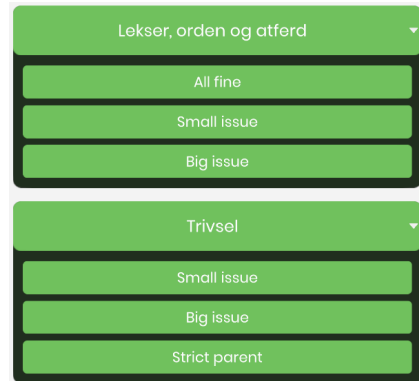 Lekser, orden og atferd
All fine
Small issue
Big issue
Trivsel
Small issue
Big issue
Strict parent